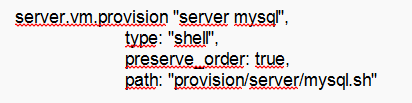 server.vm.provision "server mysql",
type: "shell",
preserve_order: true,
path: "provision/server/mysql.sh"